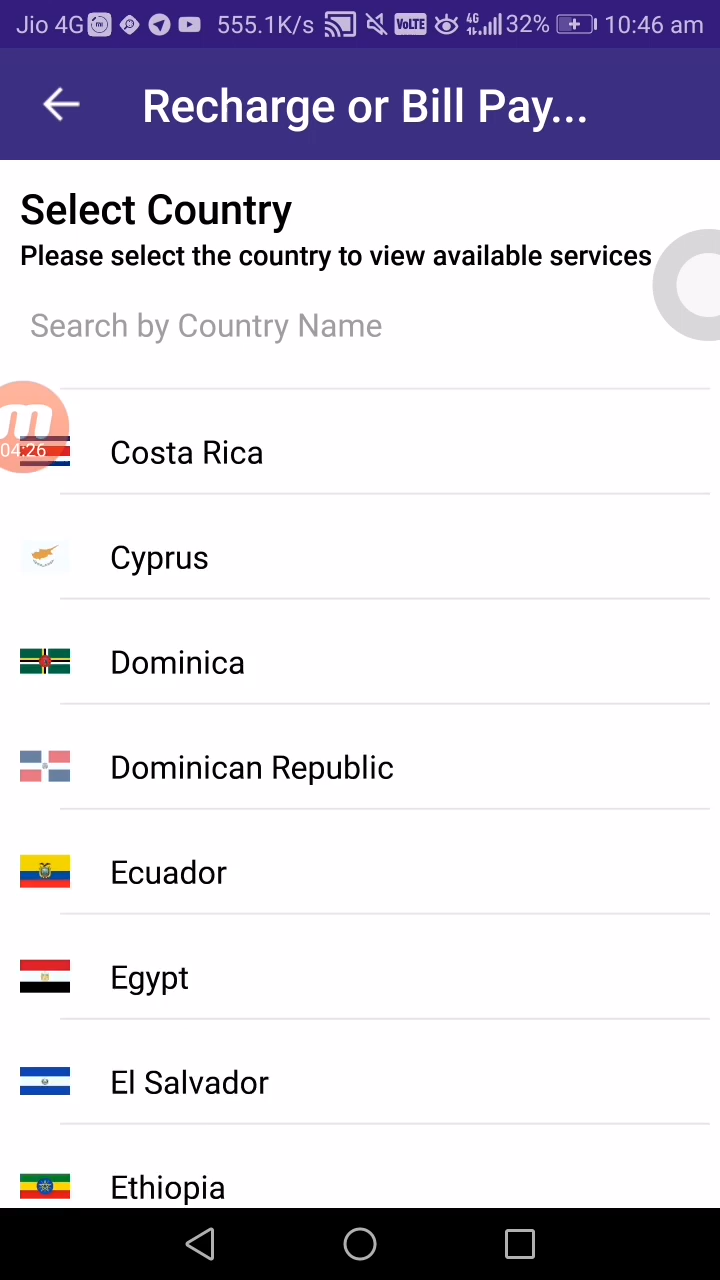 Jio 4G 555.1K/s VoLTE 4G 32% 10:46 am
Recharge or Bill Pay...
Select Country
Please select the country to view available services
Search by Country Name
04:26
Costa Rica
Cyprus
Dominica
Dominican Republic
Ecuador
Egypt
El Salvador
Ethiopia